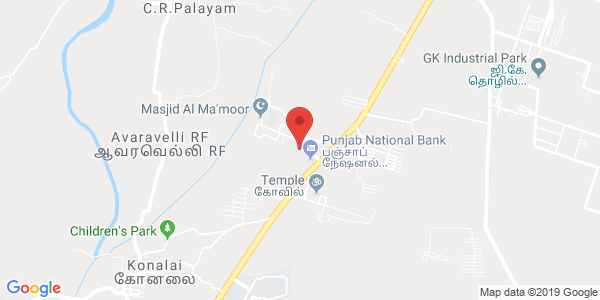 C.R.Palayam
GK Industrial Park
ஜி.கே.
தொழில்...
Masjid Al Ma'moor
Avaravelli RF
ஆவரவெல்லி RF
Punjab National Bank
பஞ்சாப்
நேஷனல்...
Temple
கோவில்
Children's Park
Konalai
கோனலை
Google
Map data ©2019 Google